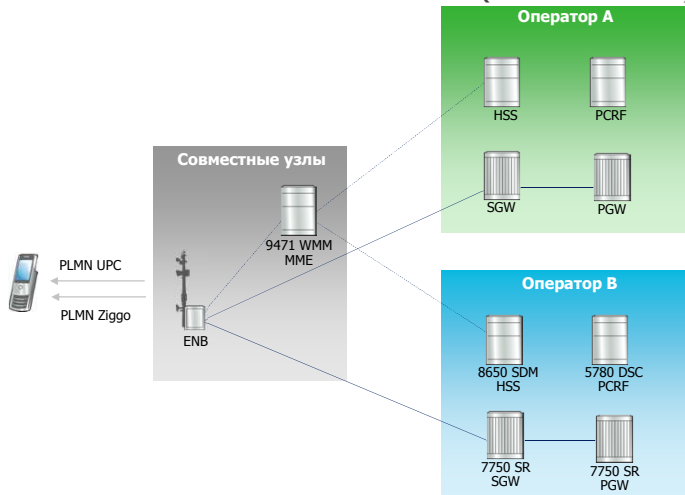 Оператор A
HSS
PCRF
SGW
PGW
Совместные узлы
9471 WMM
MME
PLMN UPC
PLMN Ziggo
ENB
Оператор B
8650 SDM
HSS
5780 DSC
PCRF
7750 SR
SGW
7750 SR
PGW